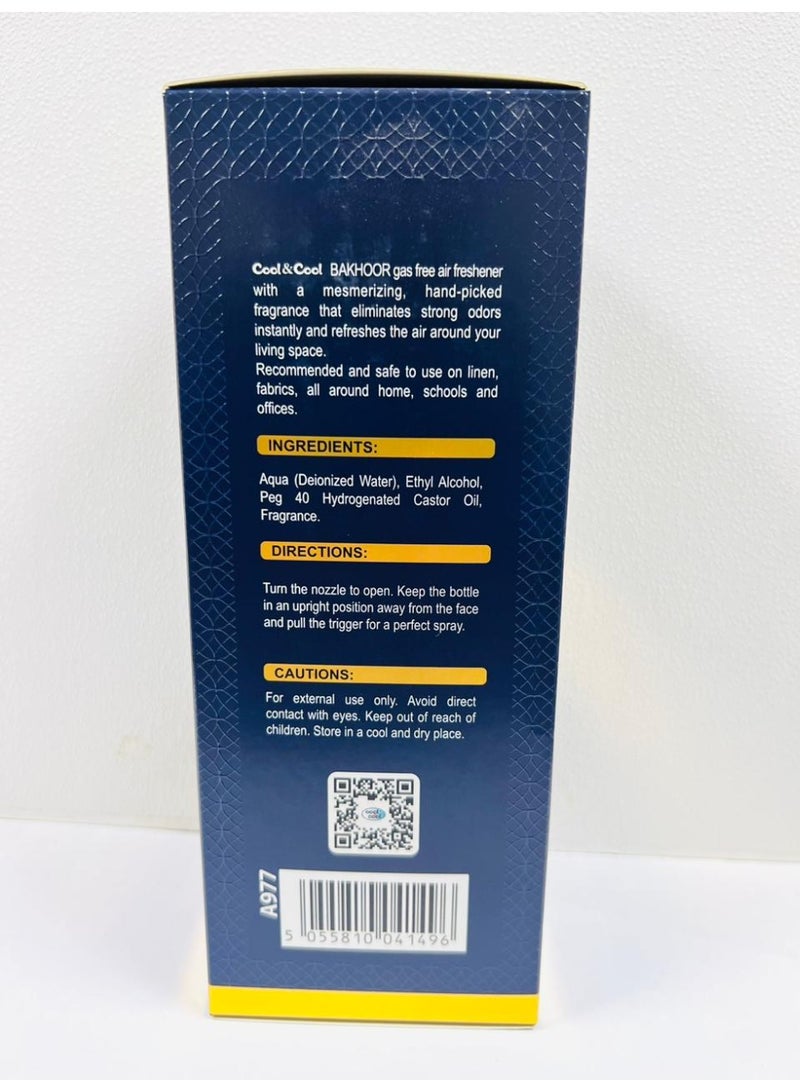 Cool&Cool BAKHOOR gas free air freshener
with a mesmerizing, hand-picked
fragrance that eliminates strong odors
instantly and refreshes the air around your
living space.
Recommended and safe to use on linen,
fabrics, all around home, schools and
offices.
INGREDIENTS:
Aqua (Deionized Water), Ethyl Alcohol,
Peg 40 Hydrogenated Castor Oil,
Fragrance.
DIRECTIONS:
Turn the nozzle to open. Keep the bottle
in an upright position away from the face
and pull the trigger for a perfect spray.
CAUTIONS:
For external use only. Avoid direct
contact with eyes. Keep out of reach of
children. Store in a cool and dry place.
cool
cool
A977
5 055810 041496